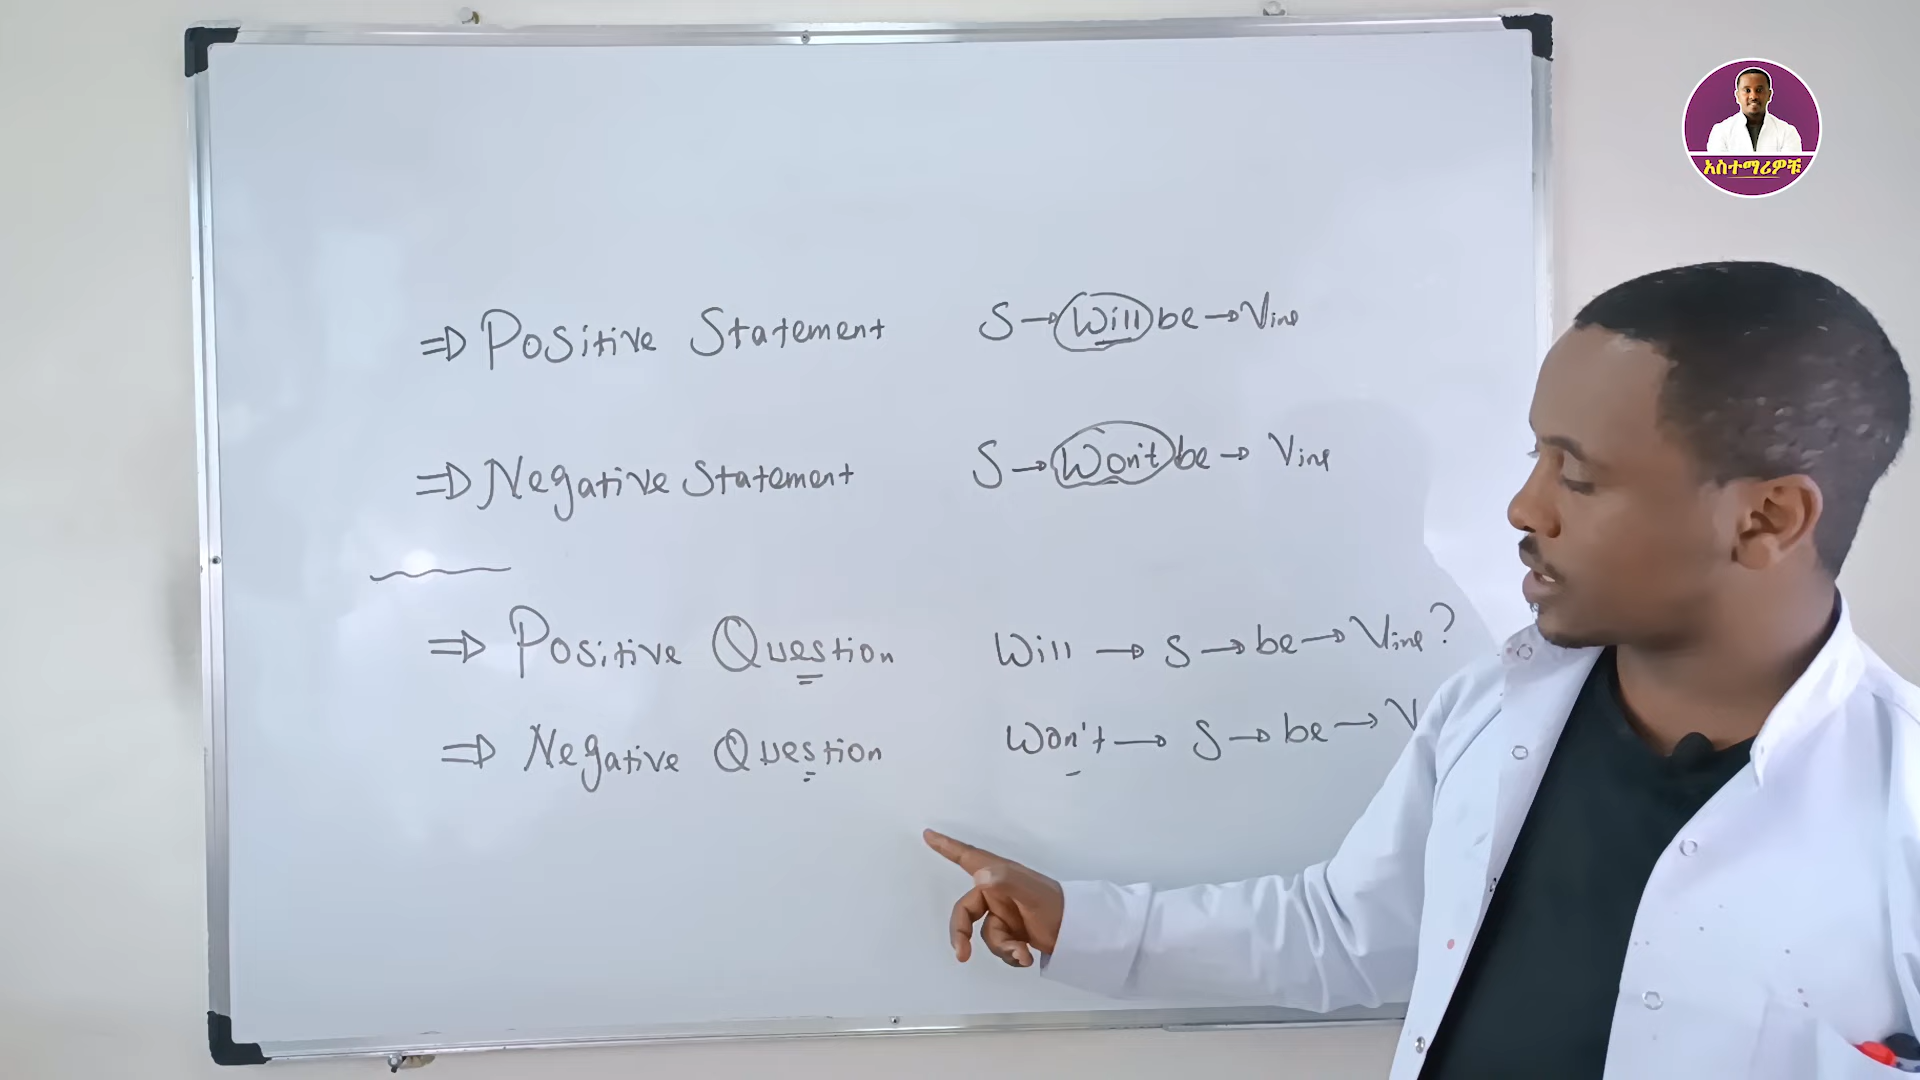 አስተማሪዎቹ
⇒ Positive Statement S → Will be → Ving
⇒ Negative Statement S → Won't be → Ving
⇒ Positive Question Will → S → be → Ving?
⇒ Negative Question Won't → S → be → V